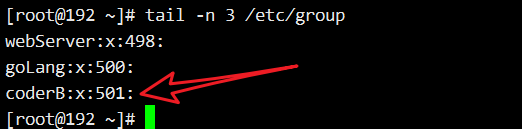 [root@192 ~]# tail -n 3 /etc/group
webServer:x:498:
goLang:x:500:
coderB:x:501:
[root@192 ~]#